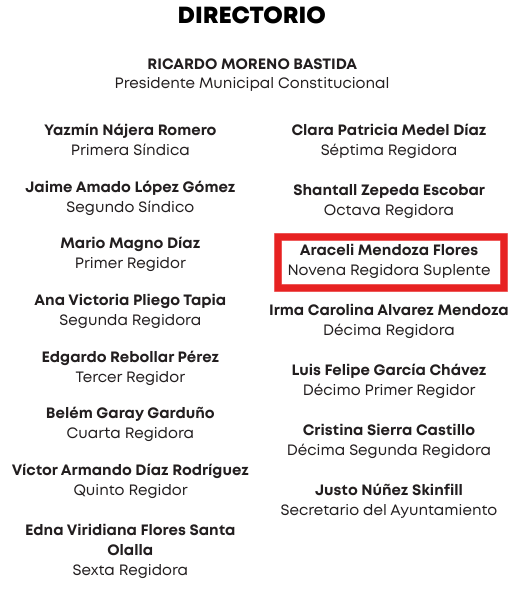 DIRECTORIO
RICARDO MORENO BASTIDA
Presidente Municipal Constitucional
Yazmín Nájera Romero
Primera Síndica
Jaime Amado López Gómez
Segundo Síndico
Mario Magno Díaz
Primer Regidor
Ana Victoria Pliego Tapia
Segunda Regidora
Edgardo Rebollar Pérez
Tercer Regidor
Belém Garay Garduño
Cuarta Regidora
Víctor Armando Díaz Rodríguez
Quinto Regidor
Edna Viridiana Flores Santa
Olalla
Sexta Regidora
Clara Patricia Medel Díaz
Séptima Regidora
Shantall Zepeda Escobar
Octava Regidora
Araceli Mendoza Flores
Novena Regidora Suplente
Irma Carolina Alvarez Mendoza
Décima Regidora
Luis Felipe García Chávez
Décimo Primer Regidor
Cristina Sierra Castillo
Décima Segunda Regidora
Justo Núñez Skinfill
Secretario del Ayuntamiento